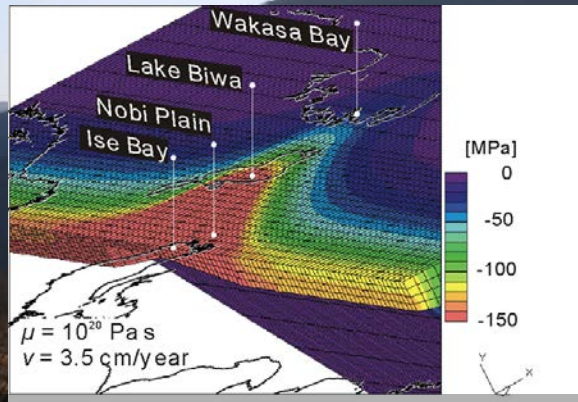 Wakasa Bay
Lake Biwa
Nobi Plain
Ise Bay
[MPa]
0
-50
-100
-150
μ = 10²⁰ Pa s
v = 3.5 cm/year
Y
X